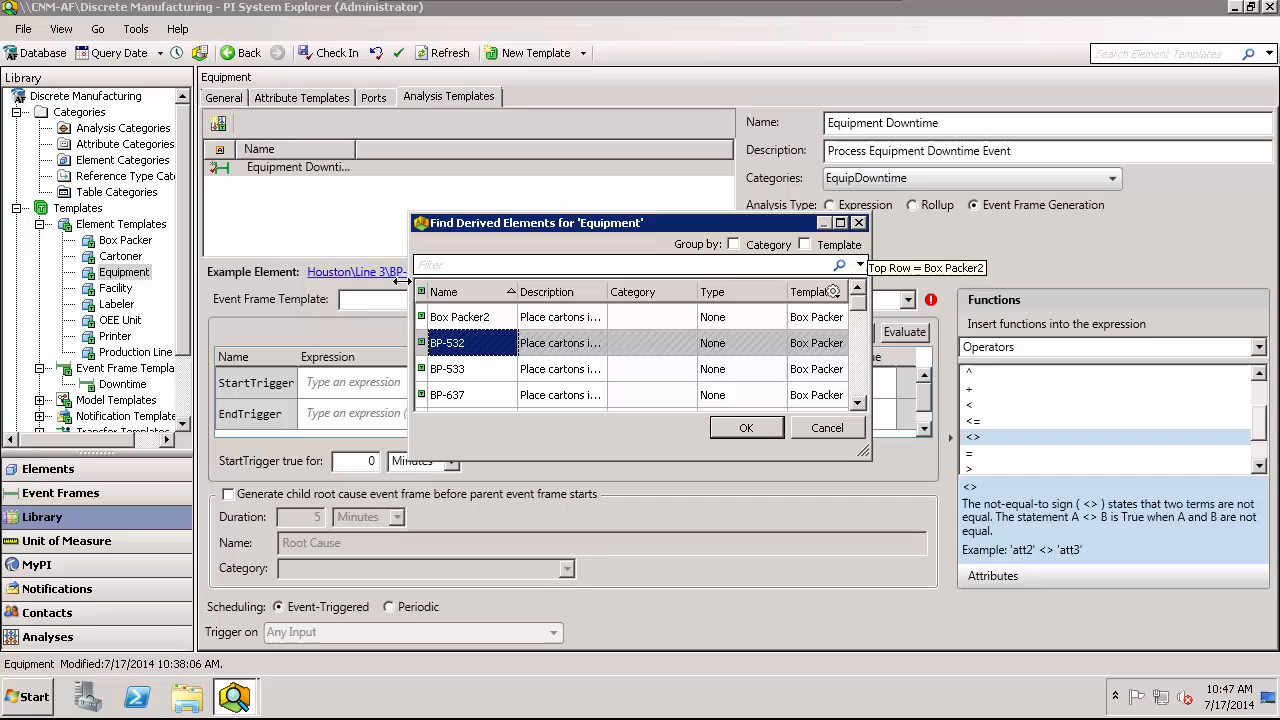 \\CNM-AF\Discrete Manufacturing - PI System Explorer (Administrator)
File View Go Tools Help
Database Query Date Back Check In Refresh New Template Search Element Templates
Library
Discrete Manufacturing
Categories
Analysis Categories
Attribute Categories
Element Categories
Reference Type Cat
Table Categories
Templates
Element Templates
Box Packer
Cartoner
Equipment
Facility
Labeler
OEE Unit
Printer
Production Line
Event Frame Templa
Downtime
Model Templates
Notification Template
Transfer Templates
Elements
Event Frames
Library
Unit of Measure
MyPI
Notifications
Contacts
Analyses
Equipment
General Attribute Templates Ports Analysis Templates
Name
Equipment Downti...
Name: Equipment Downtime
Description: Process Equipment Downtime Event
Categories: EquipDowntime
Analysis Type: Expression Rollup Event Frame Generation
Example Element: Houston\Line 3\BP-
Event Frame Template:
Evaluate
Name Expression
StartTrigger Type an expression
EndTrigger Type an expression (
StartTrigger true for: 0 Minutes
Generate child root cause event frame before parent event frame starts
Duration: 5 Minutes
Name: Root Cause
Category:
Scheduling: Event-Triggered Periodic
Trigger on Any Input
Find Derived Elements for 'Equipment'
Group by: Category Template
Filter
Top Row = Box Packer2
Name Description Category Type Templat
Box Packer2 Place cartons i... None Box Packer
BP-532 Place cartons i... None Box Packer
BP-533 Place cartons i... None Box Packer
BP-637 Place cartons i... None Box Packer
OK Cancel
Functions
Insert functions into the expression
Operators
^
+
<
<=
<>
=
>
<>
The not-equal-to sign ( <> ) states that two terms are not
equal. The statement A <> B is True when A and B are not
equal.
Example: 'att2' <> 'att3'
Attributes
Equipment Modified:7/17/2014 10:38:06 AM.
Start
10:47 AM
7/17/2014